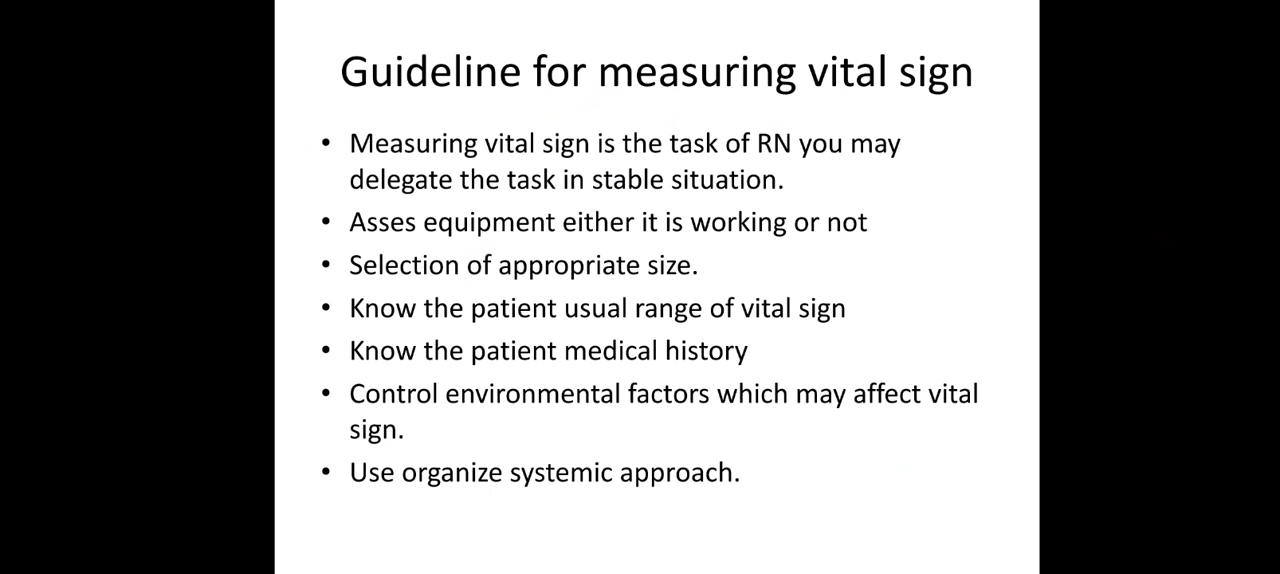 Guideline for measuring vital sign
• Measuring vital sign is the task of RN you may
delegate the task in stable situation.
• Asses equipment either it is working or not
• Selection of appropriate size.
• Know the patient usual range of vital sign
• Know the patient medical history
• Control environmental factors which may affect vital
sign.
• Use organize systemic approach.